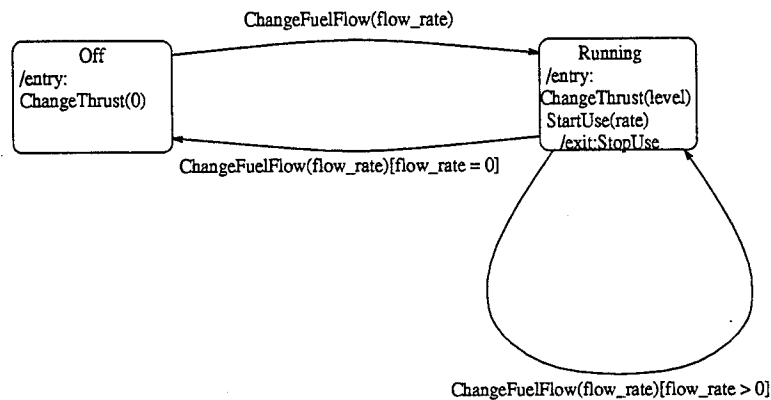 ChangeFuelFlow(flow_rate)
Off
/entry:
ChangeThrust(0)
Running
/entry:
ChangeThrust(level)
StartUse(rate)
/exit:StopUse
ChangeFuelFlow(flow_rate)[flow_rate = 0]
ChangeFuelFlow(flow_rate)[flow_rate > 0]